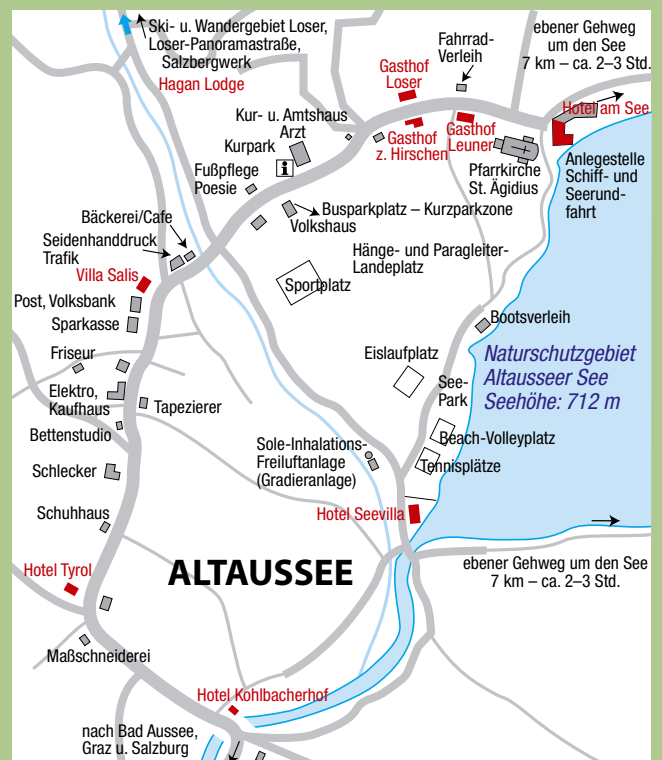 Ski- u. Wandergebiet Loser,
Loser-Panoramastraße,
Salzbergwerk
Hagan Lodge
Fahrrad-
Verleih
ebener Gehweg
um den See
7 km – ca. 2–3 Std.
Gasthof
Loser
Hotel am See
Kur- u. Amtshaus
Arzt
Kurpark
i
Gasthof
z. Hirschen
Gasthof
Leuner
Pfarrkirche
St. Ägidius
Anlegestelle
Schiff- und
Seerund-
fahrt
Fußpflege
Poesie
Bäckerei/Cafe
Seidenhanddruck
Trafik
Busparkplatz – Kurzparkzone
Volkshaus
Hänge- und Paragleiter-
Landeplatz
Villa Salis
Sportplatz
Post, Volksbank
Sparkasse
Bootsverleih
Friseur
Eislaufplatz
Naturschutzgebiet
Altausseer See
Seehöhe: 712 m
See-
Park
Elektro,
Kaufhaus
Tapezierer
Bettenstudio
Beach-Volleyplatz
Tennisplätze
Sole-Inhalations-
Freiluftanlage
(Gradieranlage)
Schlecker
Schuhhaus
Hotel Seevilla
Hotel Tyrol
ALTAUSSEE
ebener Gehweg um den See
7 km – ca. 2–3 Std.
Maßschneiderei
Hotel Kohlbacherhof
nach Bad Aussee,
Graz u. Salzburg